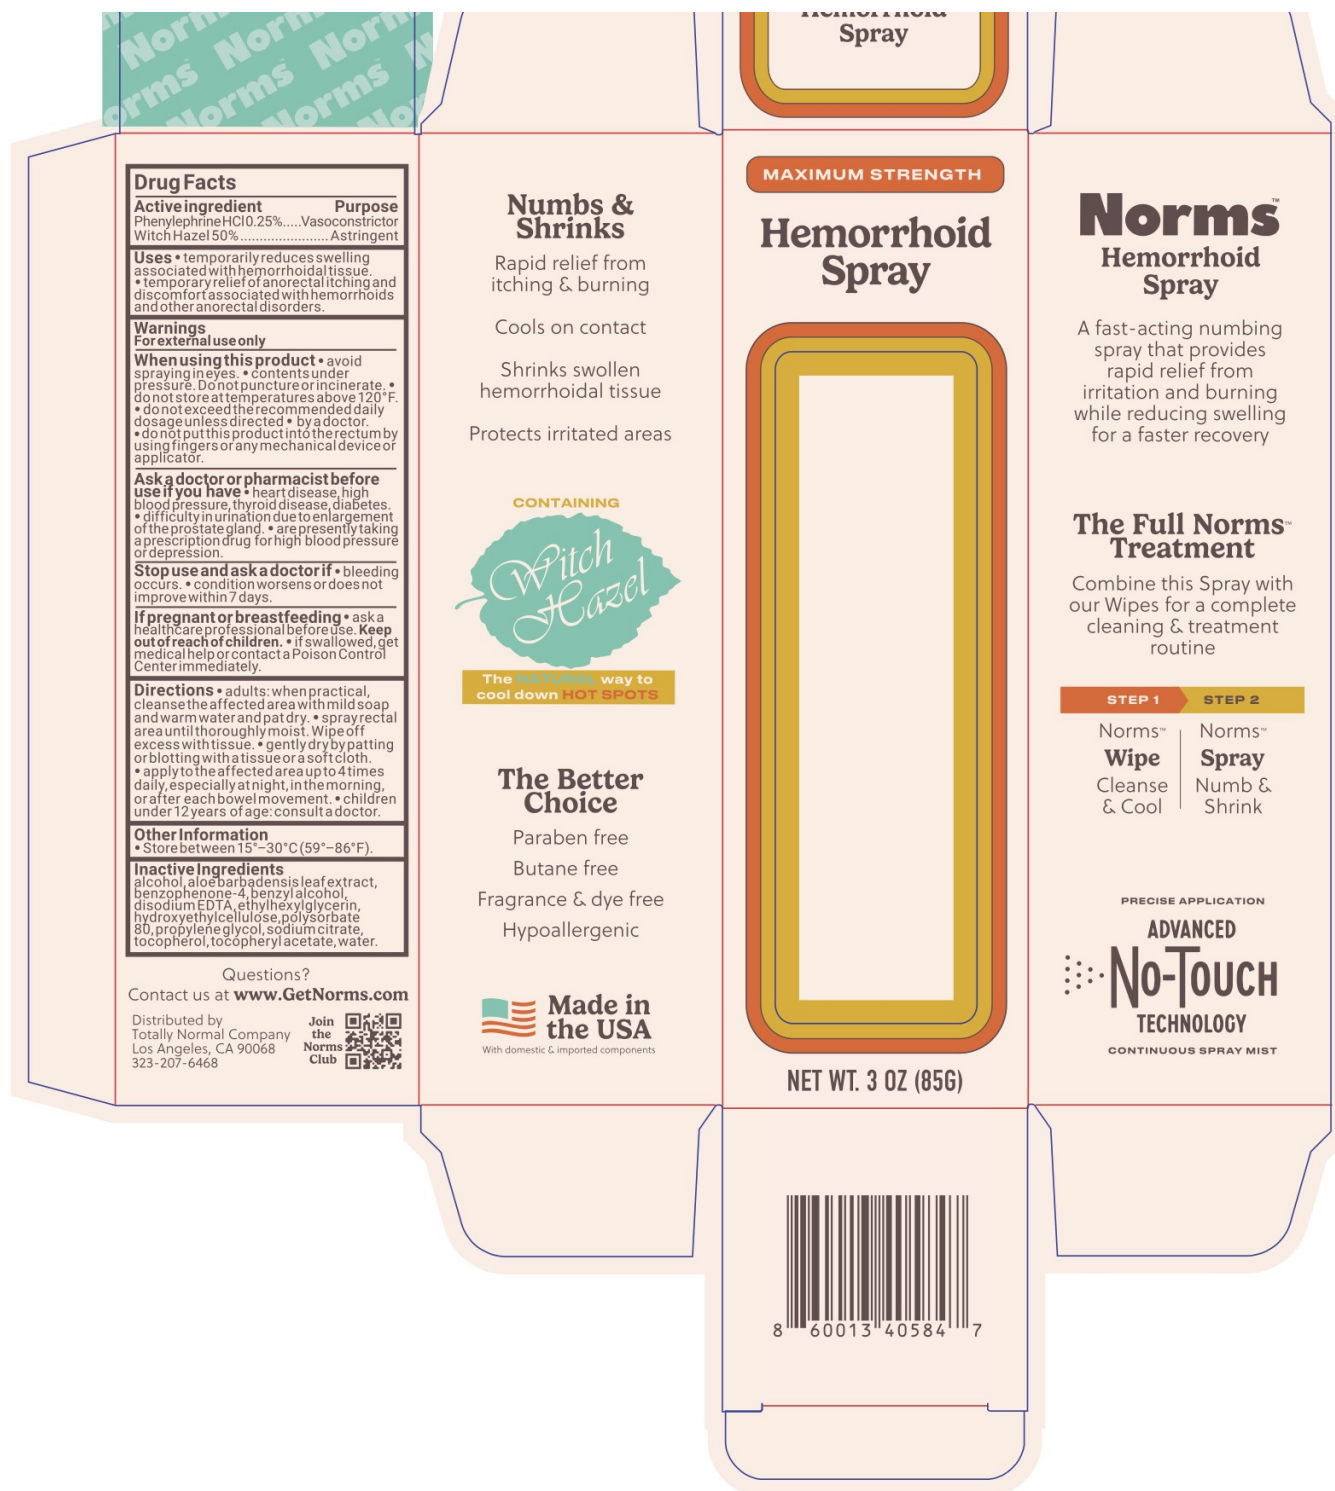 Norms™ Norms™ Norms™
Norms™ Norms™ Norms™
Hemorrhoid
Spray
Drug Facts
Active ingredient Purpose
Phenylephrine HCl 0.25%.....Vasoconstrictor
Witch Hazel 50%.......................Astringent
Uses • temporarily reduces swelling
associated with hemorrhoidal tissue.
• temporary relief of anorectal itching and
discomfort associated with hemorrhoids
and other anorectal disorders.
Warnings
For external use only
When using this product • avoid
spraying in eyes. • contents under
pressure. Do not puncture or incinerate. •
do not store at temperatures above 120°F.
• do not exceed the recommended daily
dosage unless directed • by a doctor.
• do not put this product into the rectum by
using fingers or any mechanical device or
applicator.
Ask a doctor or pharmacist before
use if you have • heart disease, high
blood pressure, thyroid disease, diabetes.
• difficulty in urination due to enlargement
of the prostate gland. • are presently taking
a prescription drug for high blood pressure
or depression.
Stop use and ask a doctor if • bleeding
occurs. • condition worsens or does not
improve within 7 days.
If pregnant or breastfeeding • ask a
healthcare professional before use. Keep
out of reach of children. • if swallowed, get
medical help or contact a Poison Control
Center immediately.
Directions • adults: when practical,
cleanse the affected area with mild soap
and warm water and pat dry. • spray rectal
area until thoroughly moist. Wipe off
excess with tissue. • gently dry by patting
or blotting with a tissue or a soft cloth.
• apply to the affected area up to 4 times
daily, especially at night, in the morning,
or after each bowel movement. • children
under 12 years of age: consult a doctor.
Other Information
• Store between 15°–30°C (59°–86°F).
Inactive Ingredients
alcohol, aloe barbadensis leaf extract,
benzophenone-4, benzyl alcohol,
disodium EDTA, ethylhexylglycerin,
hydroxyethylcellulose, polysorbate
80, propylene glycol, sodium citrate,
tocopherol, tocopheryl acetate, water.
Questions?
Contact us at www.GetNorms.com
Distributed by
Totally Normal Company
Los Angeles, CA 90068
323-207-6468
Join
the
Norms
Club
Numbs &
Shrinks
Rapid relief from
itching & burning
Cools on contact
Shrinks swollen
hemorrhoidal tissue
Protects irritated areas
CONTAINING
Witch
Hazel
The NATURAL way to
cool down HOT SPOTS
The Better
Choice
Paraben free
Butane free
Fragrance & dye free
Hypoallergenic
Made in
the USA
With domestic & imported components
MAXIMUM STRENGTH
Hemorrhoid
Spray
NET WT. 3 OZ (85G)
8 60013 40584 7
Norms™
Hemorrhoid
Spray
A fast-acting numbing
spray that provides
rapid relief from
irritation and burning
while reducing swelling
for a faster recovery
The Full Norms™
Treatment
Combine this Spray with
our Wipes for a complete
cleaning & treatment
routine
STEP 1 STEP 2
Norms™ Norms™
Wipe Spray
Cleanse Numb &
& Cool Shrink
PRECISE APPLICATION
ADVANCED
NO-TOUCH
TECHNOLOGY
CONTINUOUS SPRAY MIST